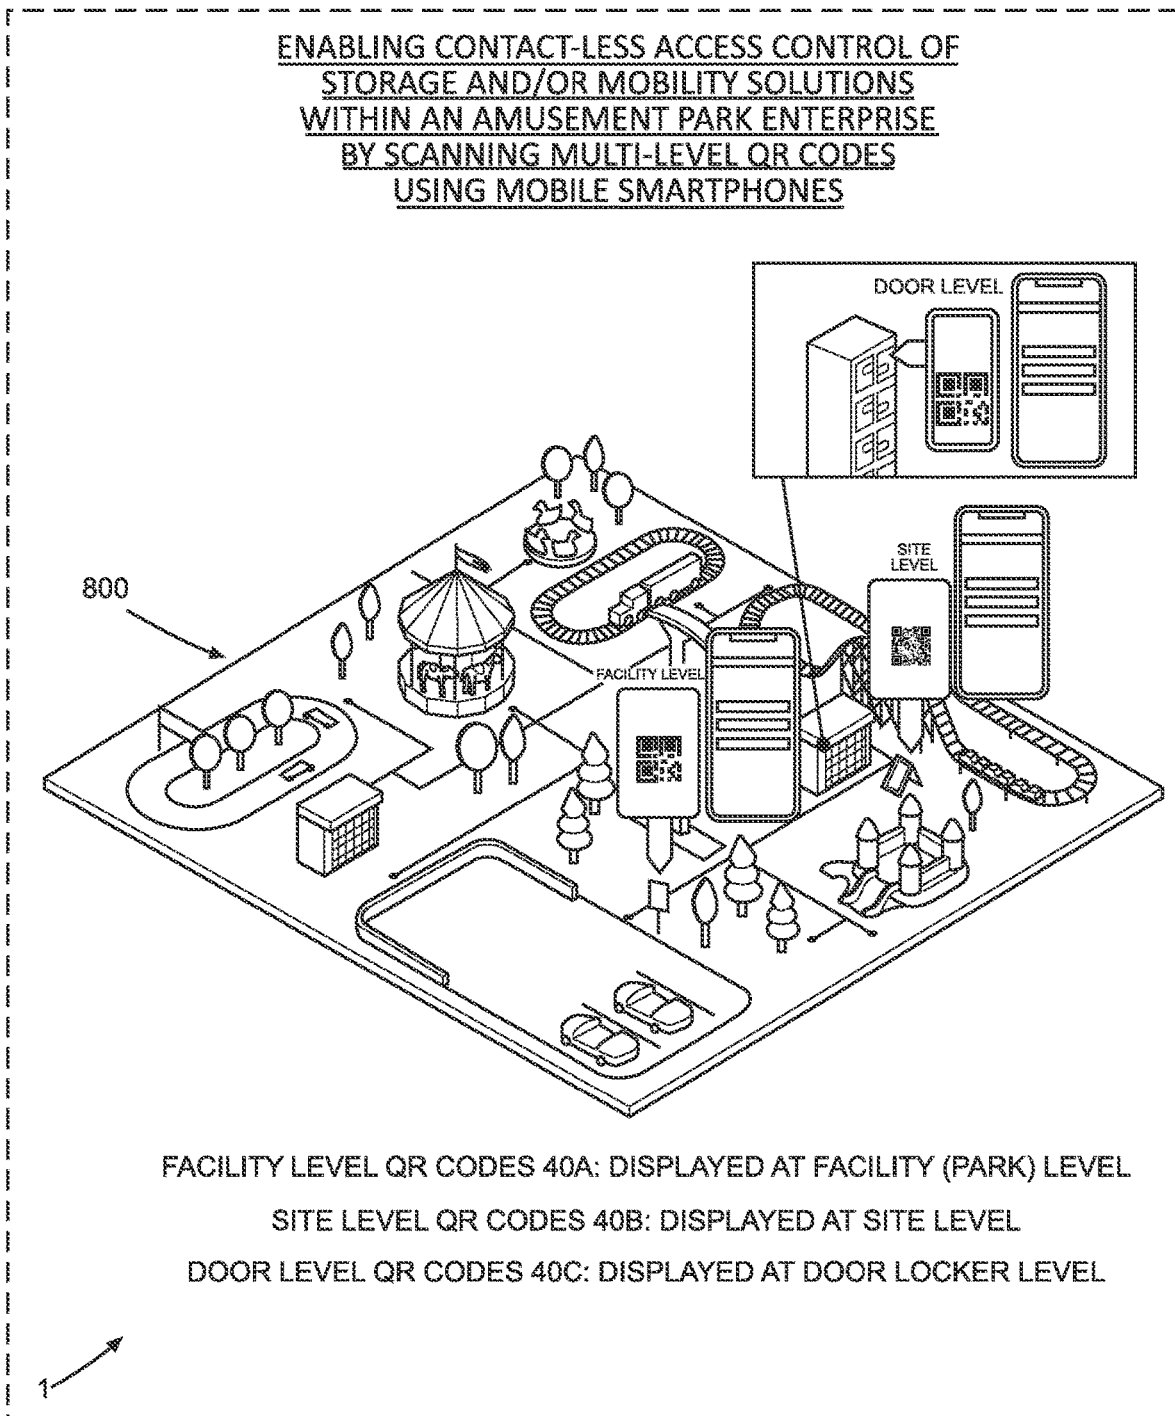 ENABLING CONTACT-LESS ACCESS CONTROL OF
STORAGE AND/OR MOBILITY SOLUTIONS
WITHIN AN AMUSEMENT PARK ENTERPRISE
BY SCANNING MULTI-LEVEL QR CODES
USING MOBILE SMARTPHONES
DOOR LEVEL
SITE
LEVEL
800
FACILITY LEVEL
FACILITY LEVEL QR CODES 40A: DISPLAYED AT FACILITY (PARK) LEVEL
SITE LEVEL QR CODES 40B: DISPLAYED AT SITE LEVEL
DOOR LEVEL QR CODES 40C: DISPLAYED AT DOOR LOCKER LEVEL
1